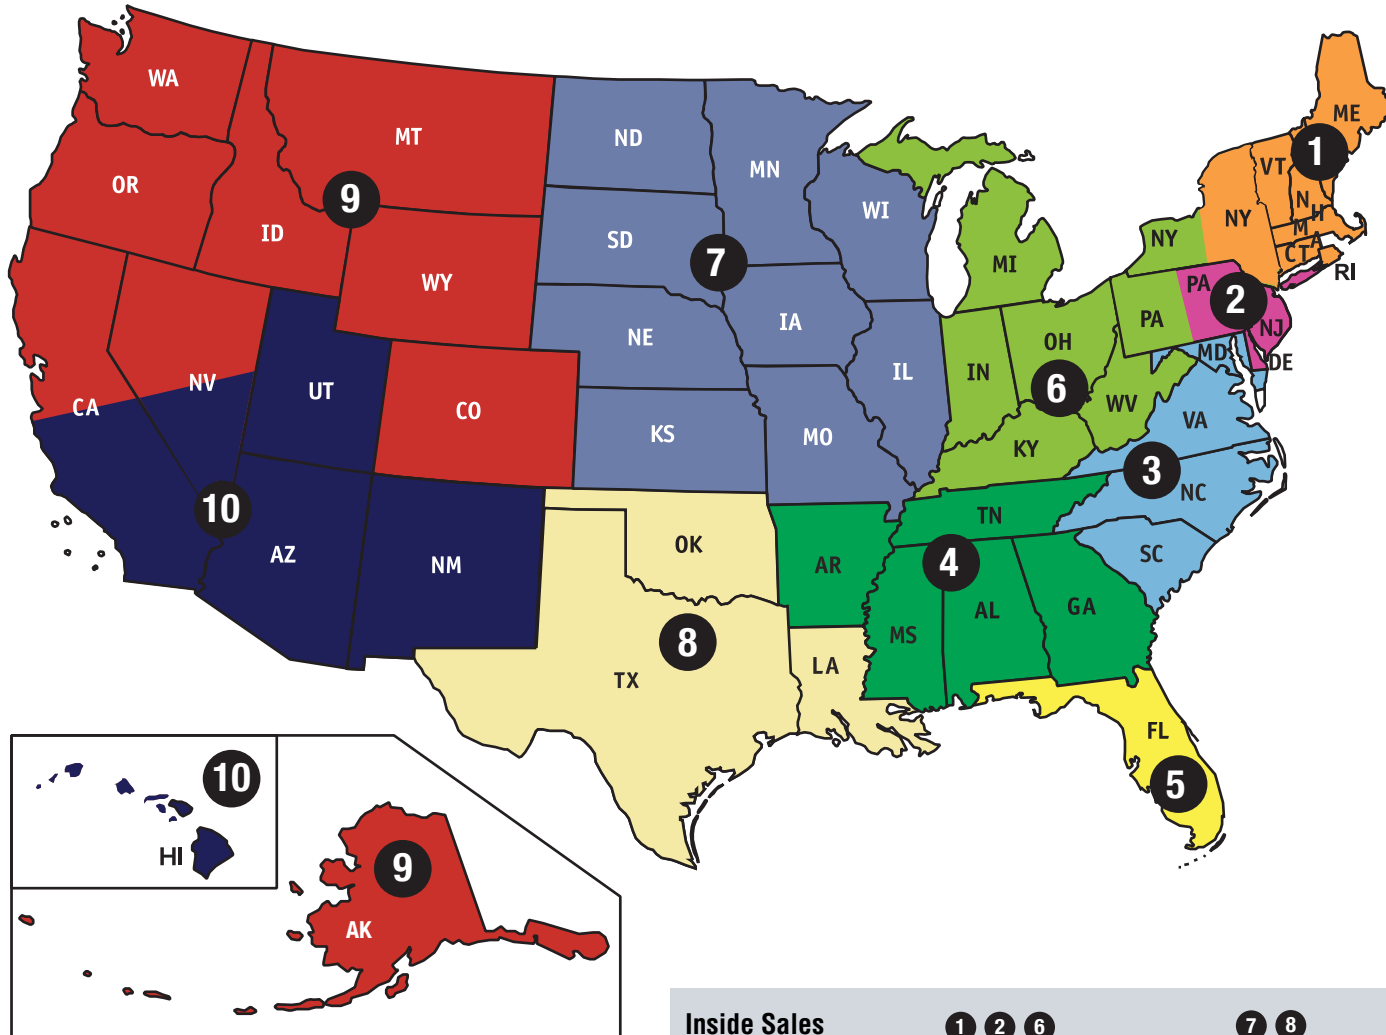 WA
MT
ND
MN
ME
1
VT
OR
9
WI
N
H
ID
SD
NY
NY
M
A
7
MI
CT
RI
WY
PA
2
IA
PA
NJ
NE
OH
MD
DE
NV
UT
IL
IN
6
WV
CA
CO
KS
MO
VA
KY
3
10
NC
TN
AZ
NM
OK
AR
4
SC
AL
GA
8
MS
TX
LA
FL
10
5
HI
9
AK
Inside Sales
1 2 6
7 8